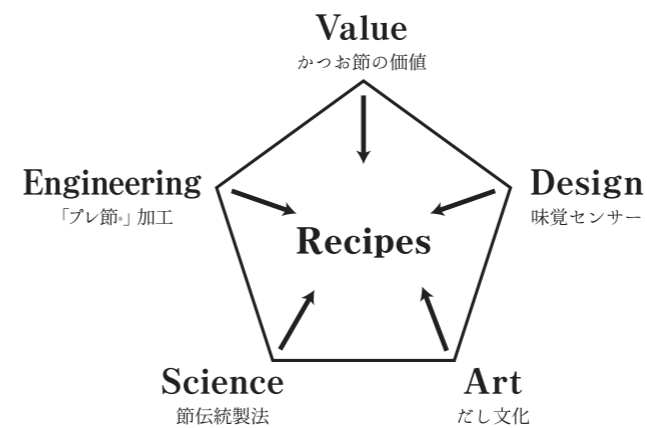 Value
かつお節の価値
Engineering
「プレ節®」加工
Design
味覚センサー
Recipes
Science
節伝統製法
Art
だし文化